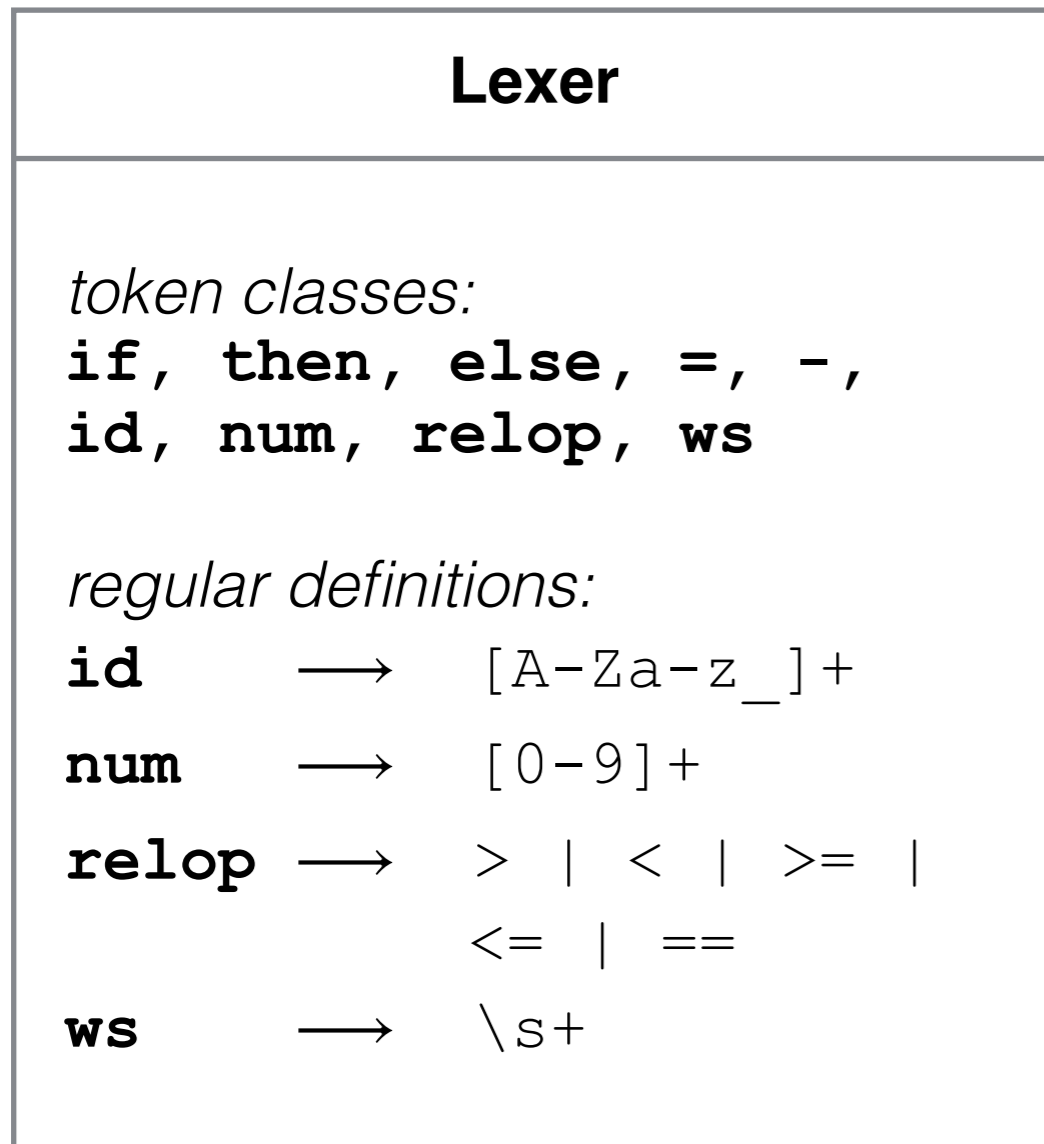 Lexer
token classes:
if, then, else, =, -,
id, num, relop, ws
regular definitions:
id ⟶ [A-Za-z_]+
num ⟶ [0-9]+
relop ⟶ > | < | >= |
<= | ==
ws ⟶ \s+